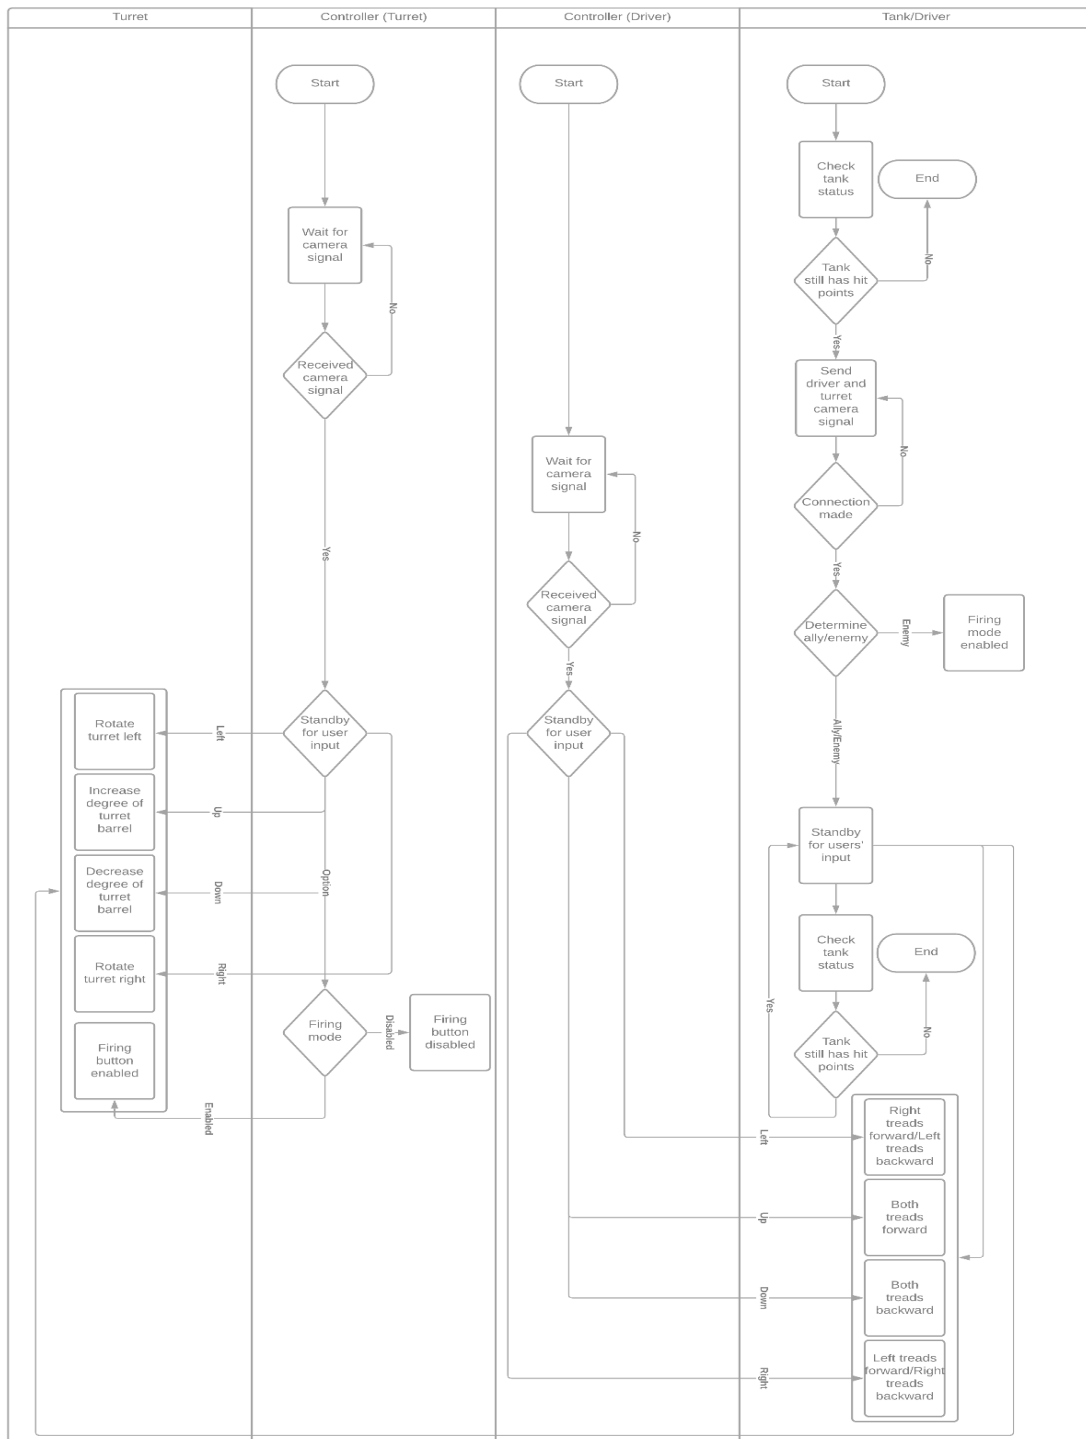 Turret
Controller (Turret)
Controller (Driver)
Tank/Driver
Start
Start
Start
Check
tank
status
End
Wait for
camera
signal
No
Tank
still has hit
points
No
Received
camera
signal
Yes
Send
driver and
turret
camera
signal
No
Wait for
camera
signal
No
Connection
made
Yes
Yes
Received
camera
signal
Determine
ally/enemy
Enemy
Firing
mode
enabled
Yes
Rotate
turret left
Left
Standby
for user
input
Standby
for user
input
Ally/Enemy
Increase
degree of
turret
barrel
Up
Standby
for users'
input
Decrease
degree of
turret
barrel
Down
Option
Check
tank
status
End
Rotate
turret right
Right
Yes
Firing
button
enabled
Firing
mode
Disabled
Firing
button
disabled
Tank
still has hit
points
No
Enabled
Left
Right
treads
forward/Left
treads
backward
Up
Both
treads
forward
Down
Both
treads
backward
Right
Left treads
forward/Right
treads
backward